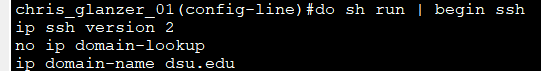 chris_glanzer_01(config-line)#do sh run | begin ssh
ip ssh version 2
no ip domain-lookup
ip domain-name dsu.edu